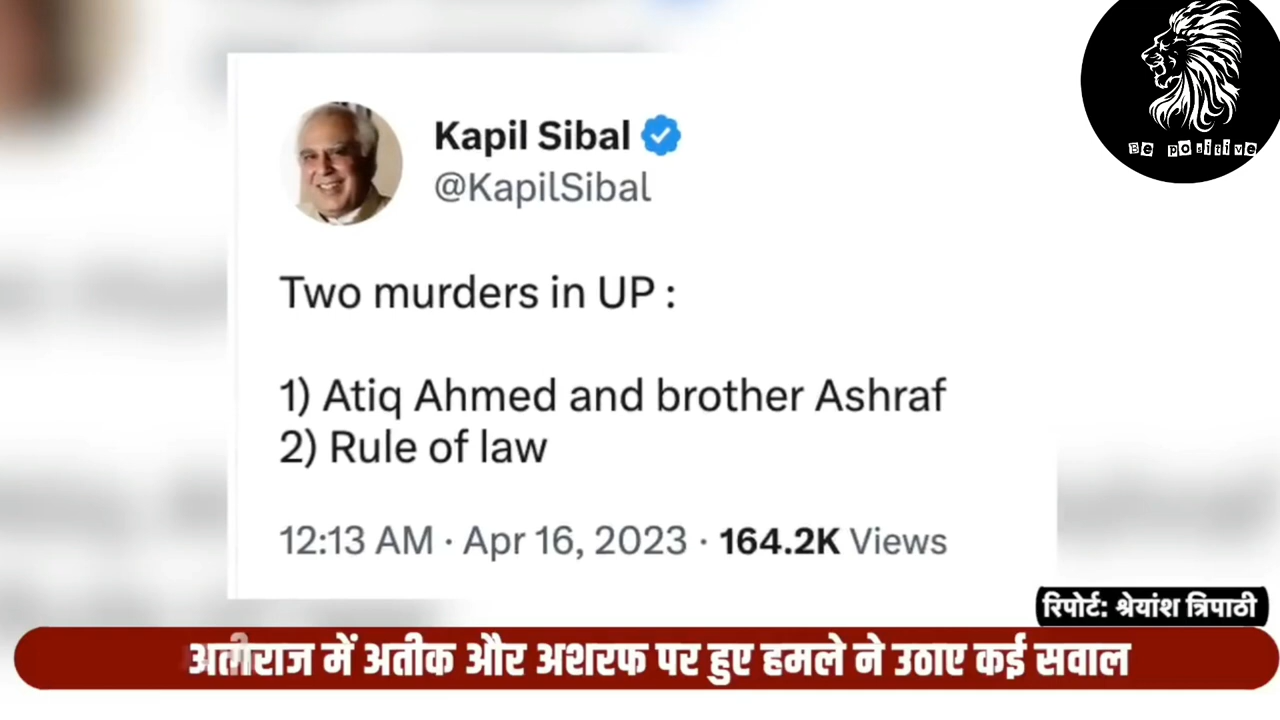 Be positive
Kapil Sibal
@KapilSibal
Two murders in UP :
1) Atiq Ahmed and brother Ashraf
2) Rule of law
12:13 AM · Apr 16, 2023 · 164.2K Views
रिपोर्ट: श्रेयांश त्रिपाठी
में अतीक और अशरफ पर हुए हमले ने उठाए कई सवाल